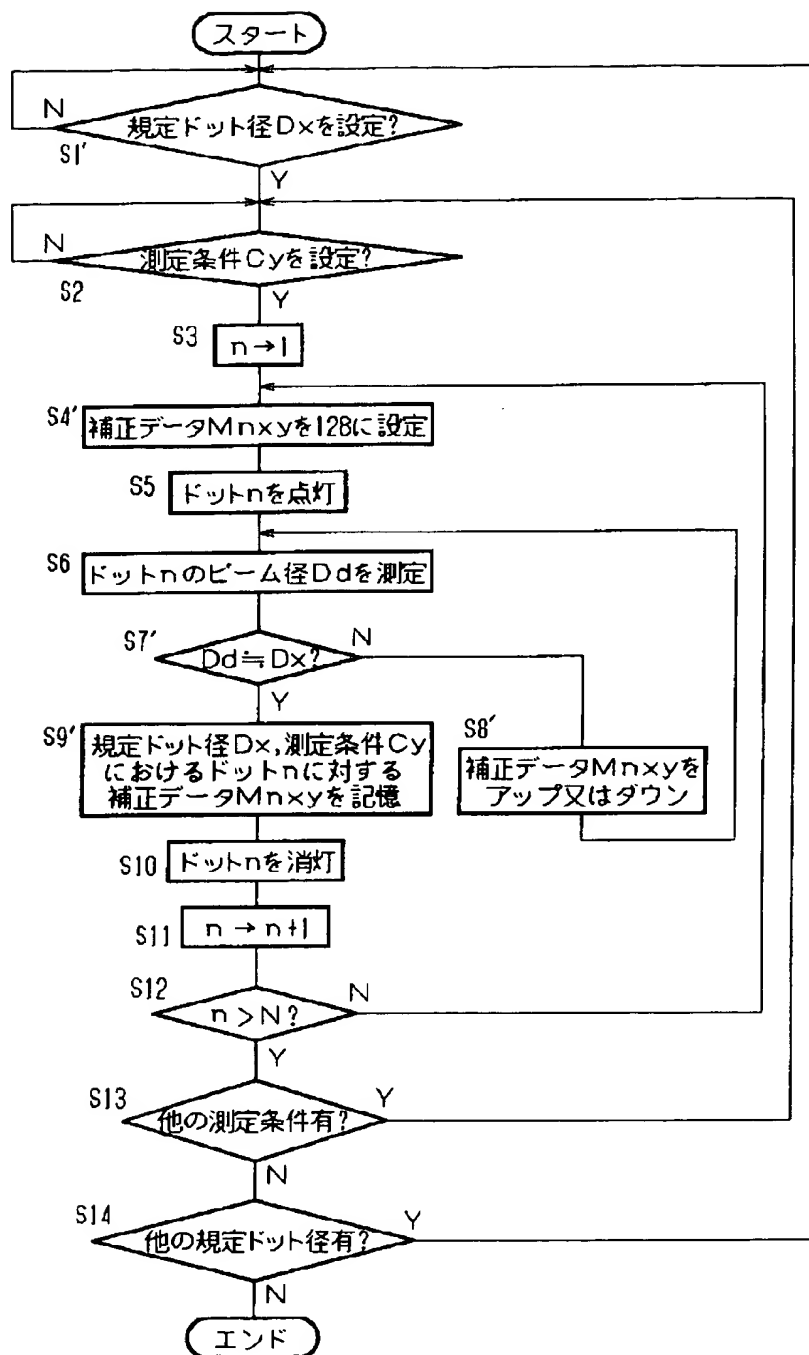 スタート
N
規定ドット径Dxを設定?
S1'
Y
N
測定条件Cyを設定?
S2
Y
S3
n→1
S4'
補正データMnxyを128に設定
S5
ドットnを点灯
S6
ドットnのビーム径Ddを測定
S7'
N
Dd≒Dx?
Y
S9'
規定ドット径Dx,測定条件Cy
におけるドットnに対する
補正データMnxyを記憶
S8'
補正データMnxyを
アップ又はダウン
S10
ドットnを消灯
S11
n→n+1
S12
N
n>N?
Y
S13
Y
他の測定条件有?
N
S14
Y
他の規定ドット径有?
N
エンド